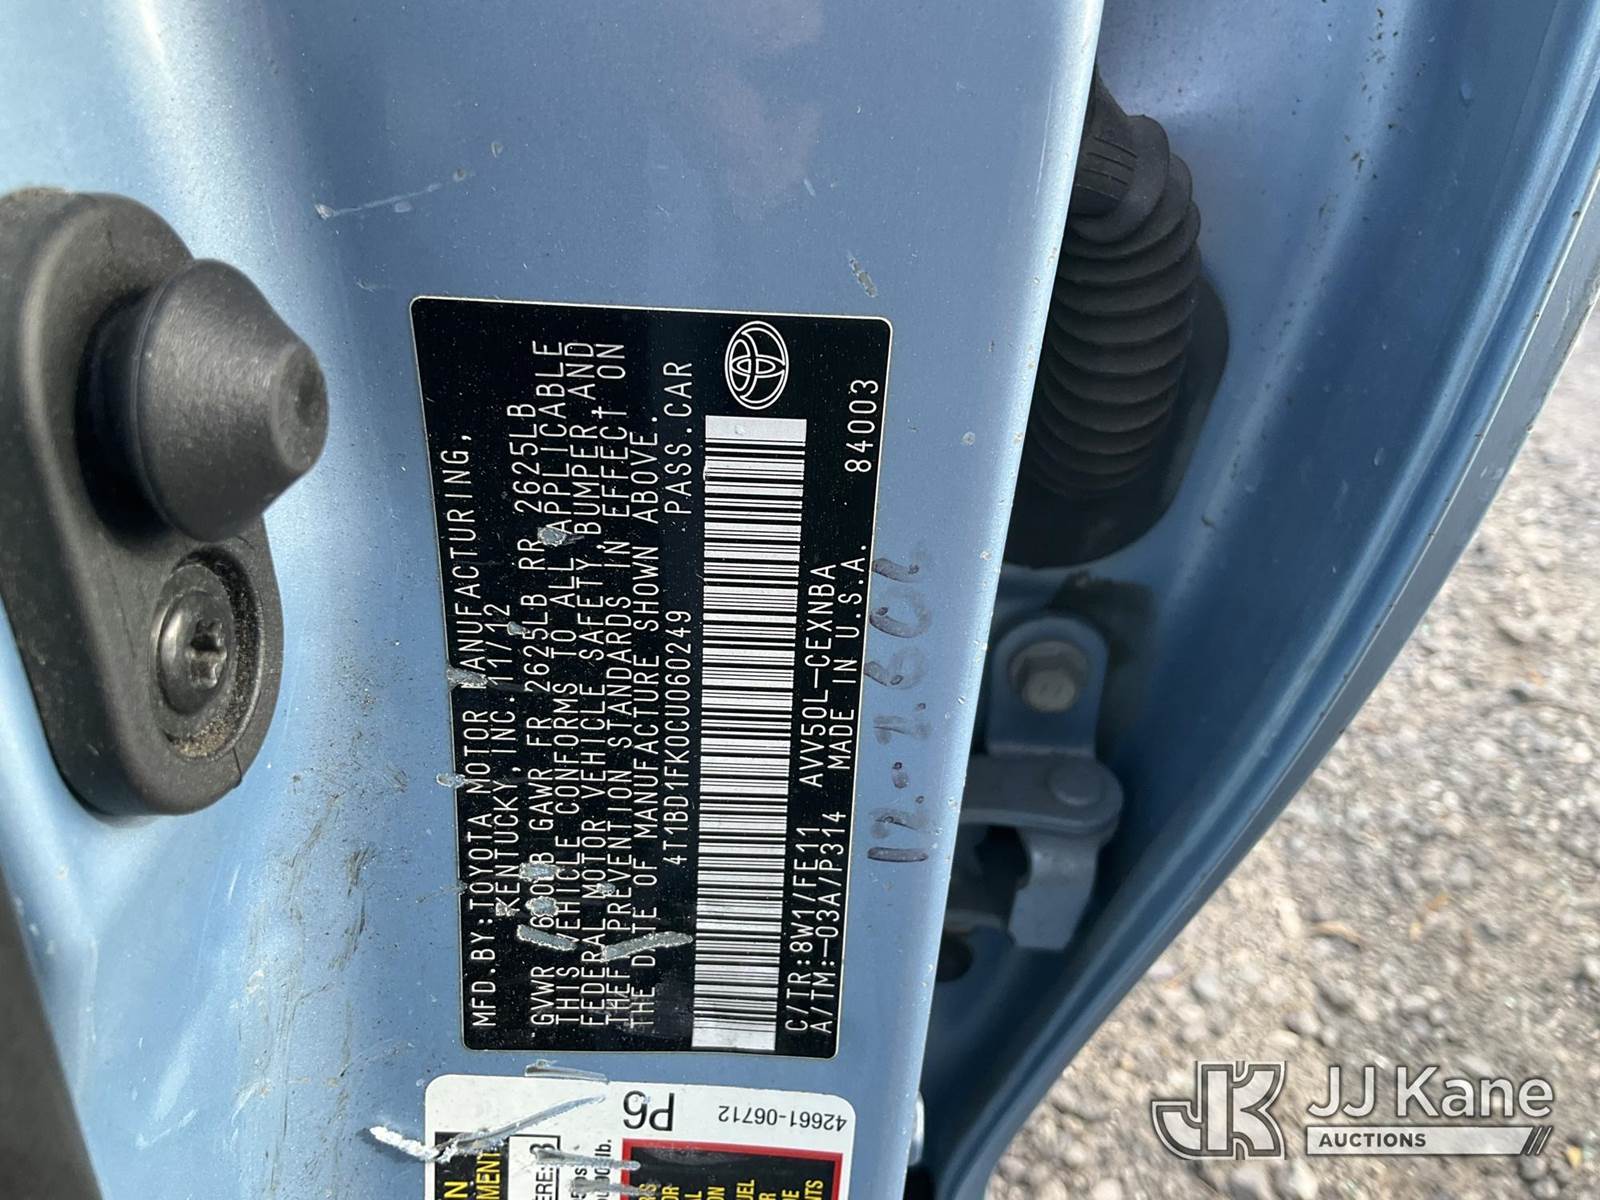 MFD.BY:TOYOTA MOTOR MANUFACTURING,
KENTUCKY, INC. 11/12
GVWR 4600LB GAWR FR 2625LB RR 2625LB
THIS VEHICLE CONFORMS TO ALL APPLICABLE
FEDERAL MOTOR VEHICLE SAFETY, BUMPER, AND
THEFT PREVENTION STANDARDS IN EFFECT ON
THE DATE OF MANUFACTURE SHOWN ABOVE.
4T1BD1FK0CU060249 PASS.CAR
C/TR:8W1/FE11 AVV50L-CEXNBA
A/TM:-03A/P314 MADE IN U.S.A. 84003
P6
42661-06712
JK
JJ Kane
AUCTIONS